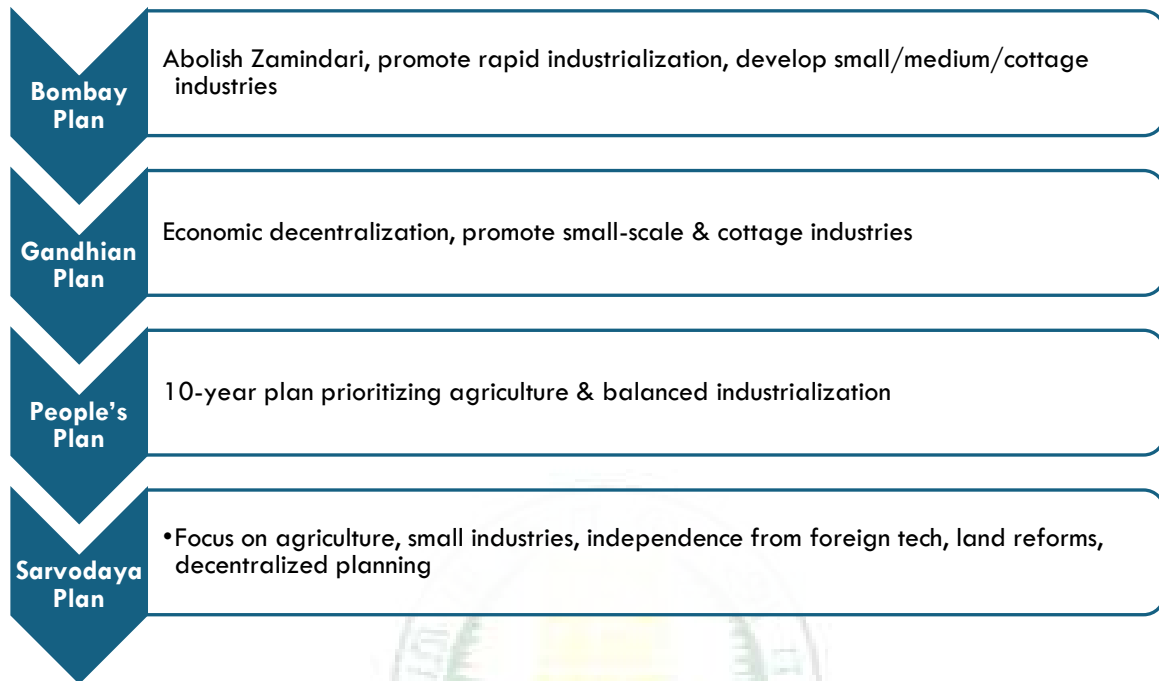 Bombay
Plan
Abolish Zamindari, promote rapid industrialization, develop small/medium/cottage
industries
Gandhian
Plan
Economic decentralization, promote small-scale & cottage industries
People's
Plan
10-year plan prioritizing agriculture & balanced industrialization
Sarvodaya
Plan
•Focus on agriculture, small industries, independence from foreign tech, land reforms,
decentralized planning